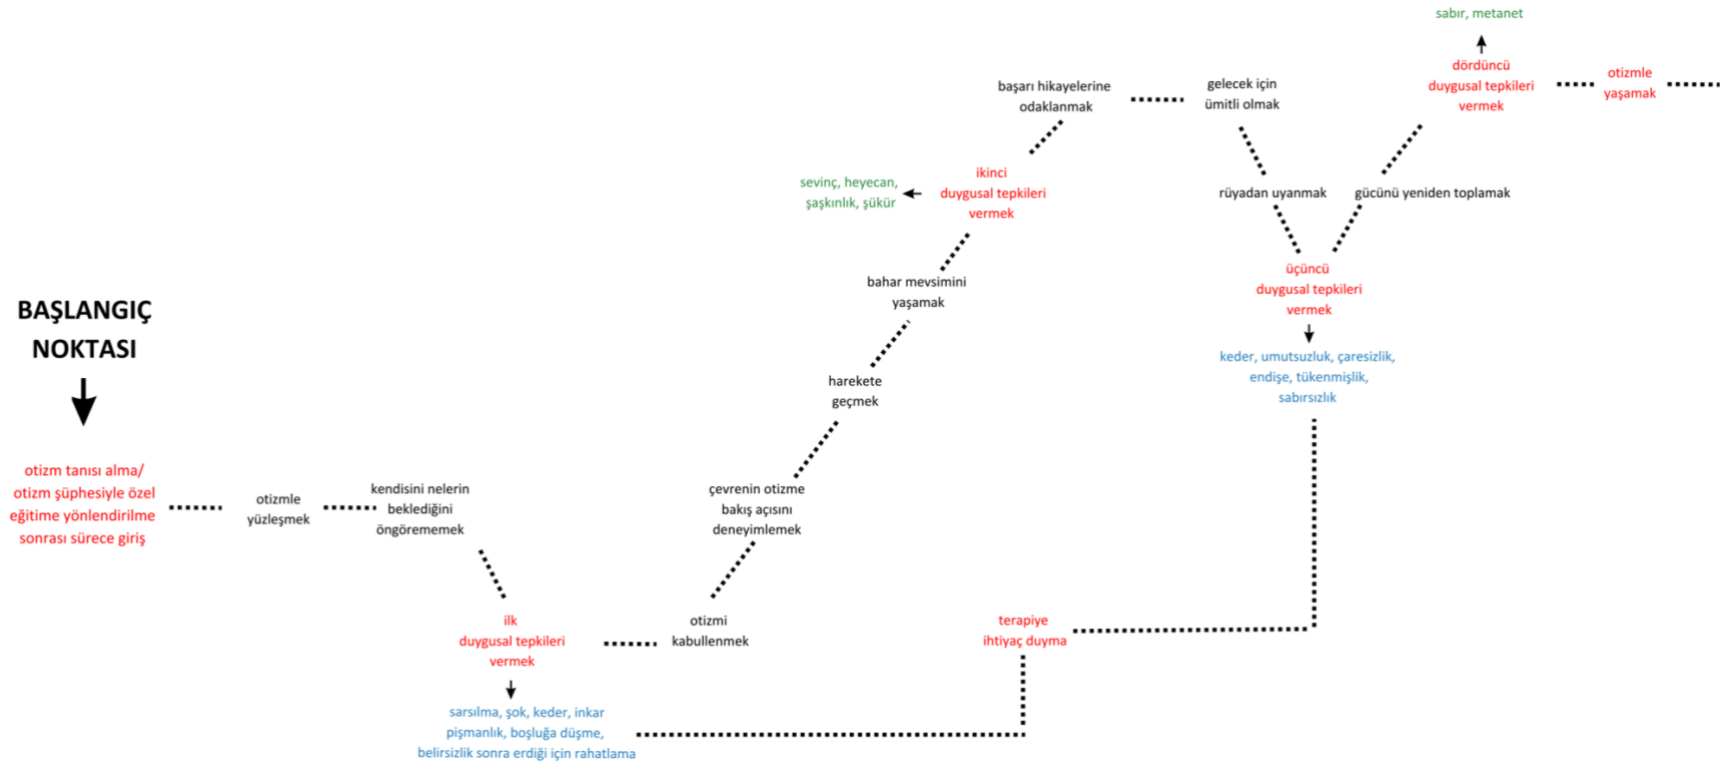 BAŞLANGIÇ
NOKTASI
otizm tanısı alma/
otizm şüphesiyle özel
eğitime yönlendirilme
sonrası sürece giriş
otizmle
yüzleşmek
kendisini nelerin
beklediğini
öngörememek
ilk
duygusal tepkileri
vermek
sarsılma, şok, keder, inkar
pişmanlık, boşluğa düşme,
belirsizlik sonra erdiği için rahatlama
otizmi
kabullenmek
çevrenin otizme
bakış açısını
deneyimlemek
harekete
geçmek
bahar mevsimini
yaşamak
ikinci
duygusal tepkileri
vermek
sevinç, heyecan,
şaşkınlık, şükür
başarı hikayelerine
odaklanmak
gelecek için
ümitli olmak
rüyadan uyanmak
üçüncü
duygusal tepkileri
vermek
keder, umutsuzluk, çaresizlik,
endişe, tükenmişlik,
sabırsızlık
terapiye
ihtiyaç duyma
gücünü yeniden toplamak
dördüncü
duygusal tepkileri
vermek
sabır, metanet
otizmle
yaşamak